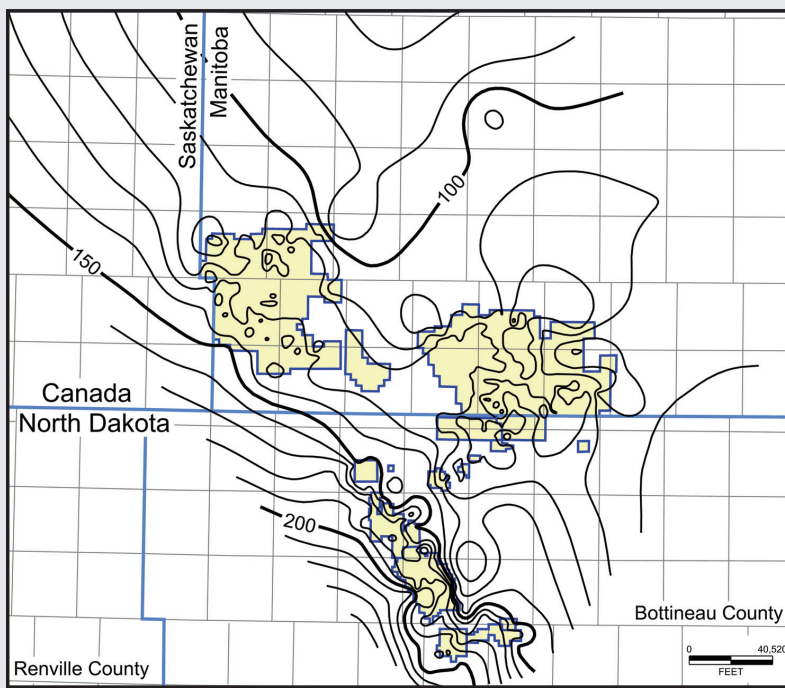 Saskatchewan
Manitoba
100
150
Canada
North Dakota
200
Bottineau County
Renville County
0 40,520
FEET